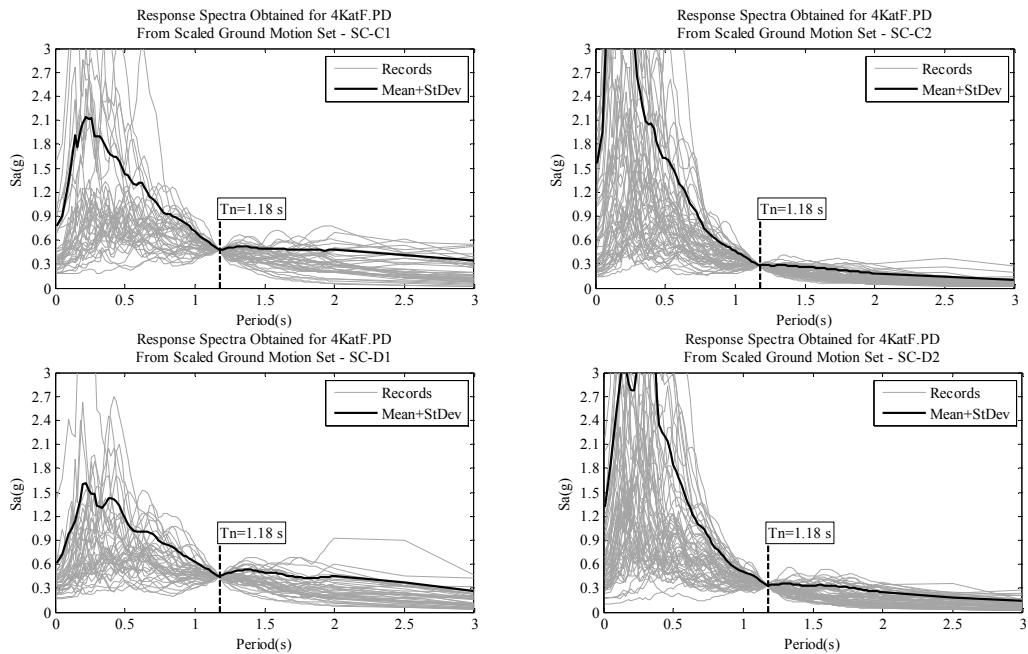 Response Spectra Obtained for 4KatF.PD
From Scaled Ground Motion Set - SC-C1
3
2.7
2.4
2.1
1.8
1.5
1.2
0.9
0.6
0.3
0
Sa(g)
Records
Mean+StDev
Tn=1.18 s
0 0.5 1 1.5 2 2.5 3
Period(s)
Response Spectra Obtained for 4KatF.PD
From Scaled Ground Motion Set - SC-C2
3
2.7
2.4
2.1
1.8
1.5
1.2
0.9
0.6
0.3
0
Sa(g)
Records
Mean+StDev
Tn=1.18 s
0 0.5 1 1.5 2 2.5 3
Period(s)
Response Spectra Obtained for 4KatF.PD
From Scaled Ground Motion Set - SC-D1
3
2.7
2.4
2.1
1.8
1.5
1.2
0.9
0.6
0.3
0
Sa(g)
Records
Mean+StDev
Tn=1.18 s
0 0.5 1 1.5 2 2.5 3
Period(s)
Response Spectra Obtained for 4KatF.PD
From Scaled Ground Motion Set - SC-D2
3
2.7
2.4
2.1
1.8
1.5
1.2
0.9
0.6
0.3
0
Sa(g)
Records
Mean+StDev
Tn=1.18 s
0 0.5 1 1.5 2 2.5 3
Period(s)